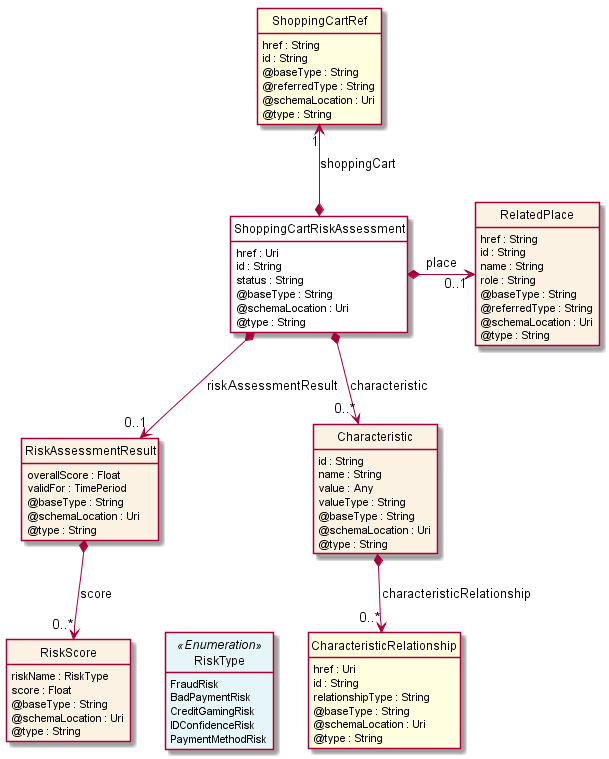 ShoppingCartRef
href : String
id : String
@baseType : String
@referredType : String
@schemaLocation : Uri
@type : String
1
shoppingCart
ShoppingCartRiskAssessment
href : Uri
id : String
status : String
@baseType : String
@schemaLocation : Uri
@type : String
place
0..1
RelatedPlace
href : String
id : String
name : String
role : String
@baseType : String
@referredType : String
@schemaLocation : Uri
@type : String
riskAssessmentResult
0..1
characteristic
0..*
RiskAssessmentResult
overallScore : Float
validFor : TimePeriod
@baseType : String
@schemaLocation : Uri
@type : String
Characteristic
id : String
name : String
value : Any
valueType : String
@baseType : String
@schemaLocation : Uri
@type : String
score
0..*
characteristicRelationship
0..*
RiskScore
riskName : RiskType
score : Float
@baseType : String
@schemaLocation : Uri
@type : String
«Enumeration»
RiskType
FraudRisk
BadPaymentRisk
CreditGamingRisk
IDConfidenceRisk
PaymentMethodRisk
CharacteristicRelationship
href : Uri
id : String
relationshipType : String
@baseType : String
@schemaLocation : Uri
@type : String